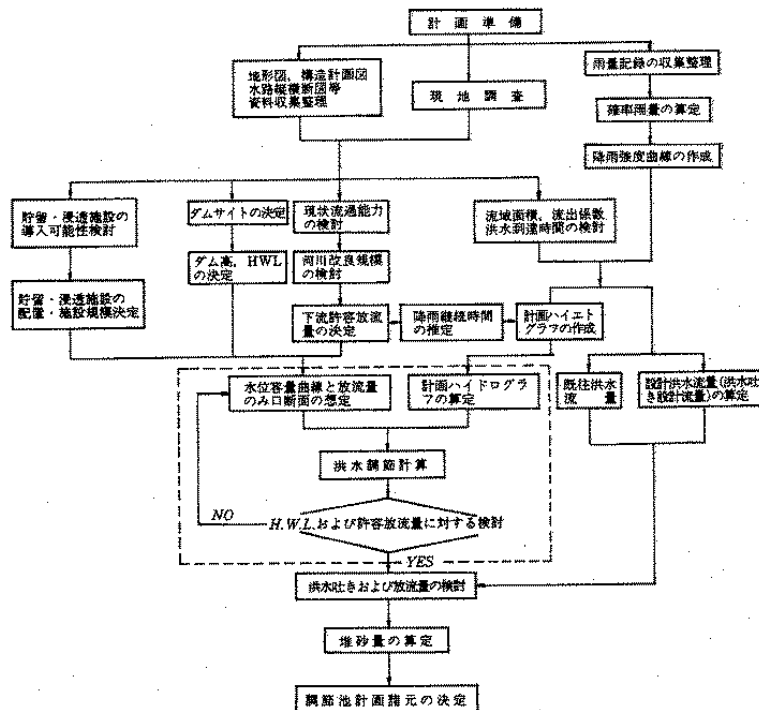 計画準備
地形図，構造計画図
水路縦横断図等
資料収集整理
現地調査
雨量記録の収集整理
確率雨量の算定
降雨強度曲線の作成
貯留・浸透施設の
導入可能性検討
ダムサイトの決定
現状流過能力
の検討
流域面積，流出係数
洪水到達時間の検討
ダム高，HWL
の決定
河川改良規模
の検討
貯留・浸透施設の
配置・施設規模決定
下流許容放流
量の決定
降雨継続時間
の推定
計画ハイエト
グラフの作成
水位容量曲線と放流量
のみ口断面の想定
計画ハイドログラ
フの算定
既往洪水
流量
設計洪水流量(洪水吐
き設計流量)の算定
洪水調節計算
NO
H.W.L.および許容放流量に対する検討
YES
洪水吐きおよび放流量の検討
堆砂量の算定
調節池計画諸元の決定